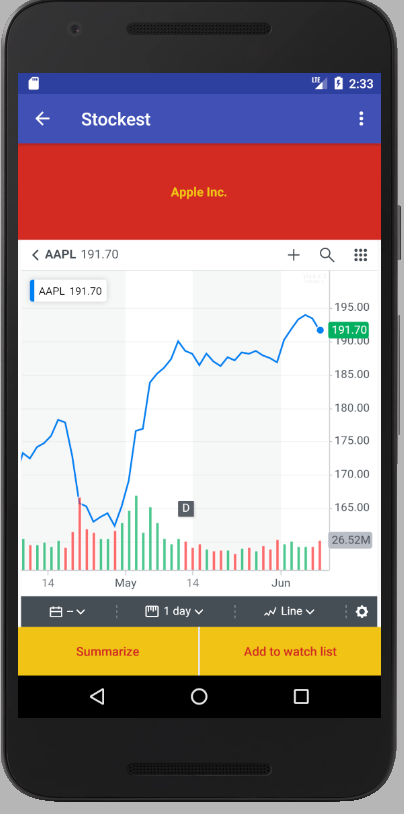 LTE 2:33
Stockest
Apple Inc.
AAPL 191.70
AAPL 191.70
195.00
191.70
190.00
185.00
180.00
175.00
170.00
165.00
D
26.52M
14 May 14 Jun
-- 1 day Line
Summarize Add to watch list